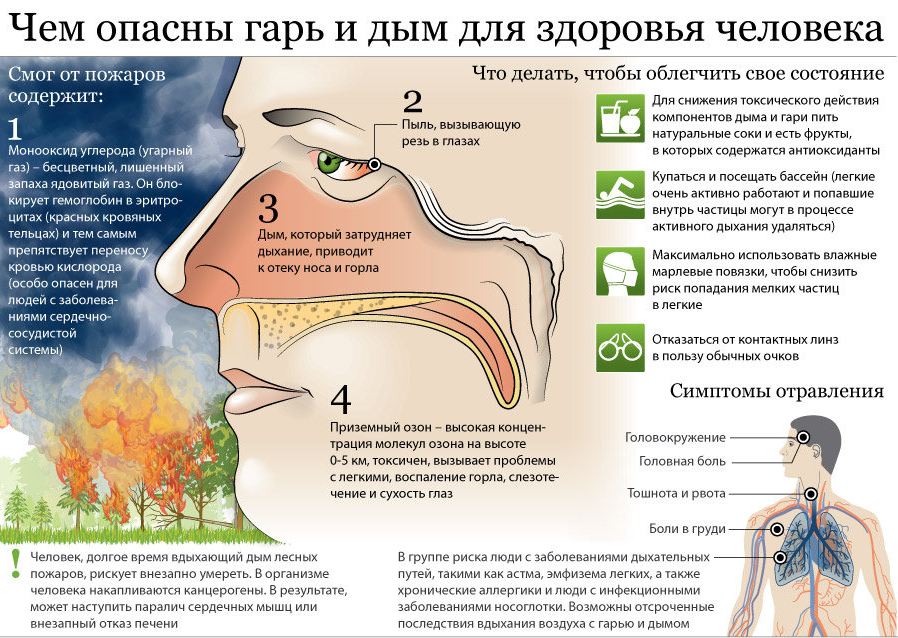 Чем опасны гарь и дым для здоровья человека
Смог от пожаров
содержит:
1
Монооксид углерода (угарный
газ) – бесцветный, лишенный
запаха ядовитый газ. Он бло-
кирует гемоглобин в эритро-
цитах (красных кровяных
тельцах) и тем самым
препятствует переносу
кровью кислорода
(особо опасен для
людей с заболева-
ниями сердечно-
сосудистой
системы)
2
Пыль, вызывающую
резь в глазах
3
Дым, который затрудняет
дыхание, приводит
к отеку носа и горла
4
Приземный озон – высокая концен-
трация молекул озона на высоте
0-5 км, токсичен, вызывает проблемы
с легкими, воспаление горла, слезоте-
чение и сухость глаз
Что делать, чтобы облегчить свое состояние
Для снижения токсического действия
компонентов дыма и гари пить
натуральные соки и есть фрукты,
в которых содержатся антиоксиданты
Купаться и посещать бассейн (легкие
очень активно работают и попавшие
внутрь частицы могут в процессе
активного дыхания удаляться)
Максимально использовать влажные
марлевые повязки, чтобы снизить
риск попадания мелких частиц
в легкие
Отказаться от контактных линз
в пользу обычных очков
Симптомы отравления
Головокружение
Головная боль
Тошнота и рвота
Боли в груди
! Человек, долгое время вдыхающий дым лесных
пожаров, рискует внезапно умереть. В организме
человека накапливаются канцерогены. В результате,
может наступить паралич сердечных мышц или
внезапный отказ печени
В группе риска люди с заболеваниями дыхательных
путей, такими как астма, эмфизема легких, а также
хронические аллергики и люди с инфекционными
заболеваниями носоглотки. Возможны отсроченные
последствия вдыхания воздуха с гарью и дымом